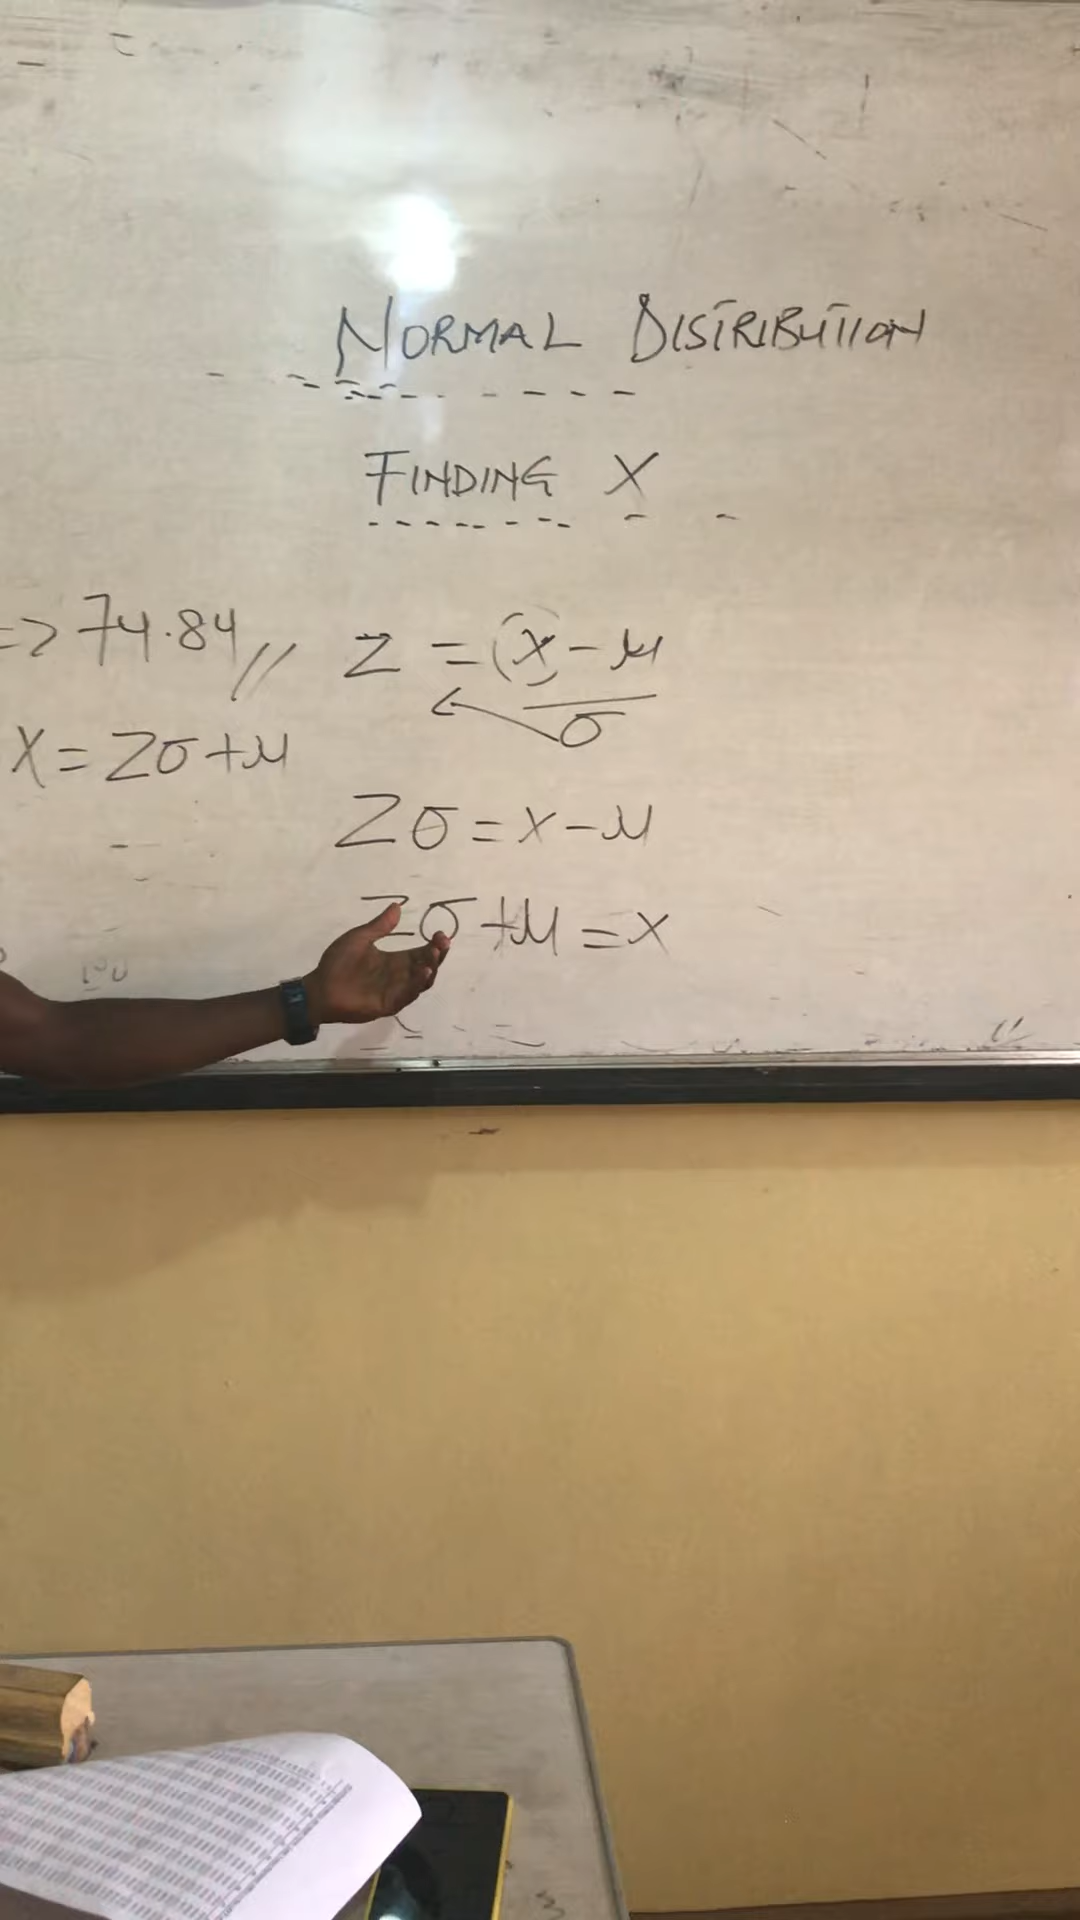 NORMAL DISTRIBUTION
FINDING X
=> 74.84 //
X = Zσ + μ
Z = (x) - μ
σ
Zσ = x - μ
Zσ + μ = x